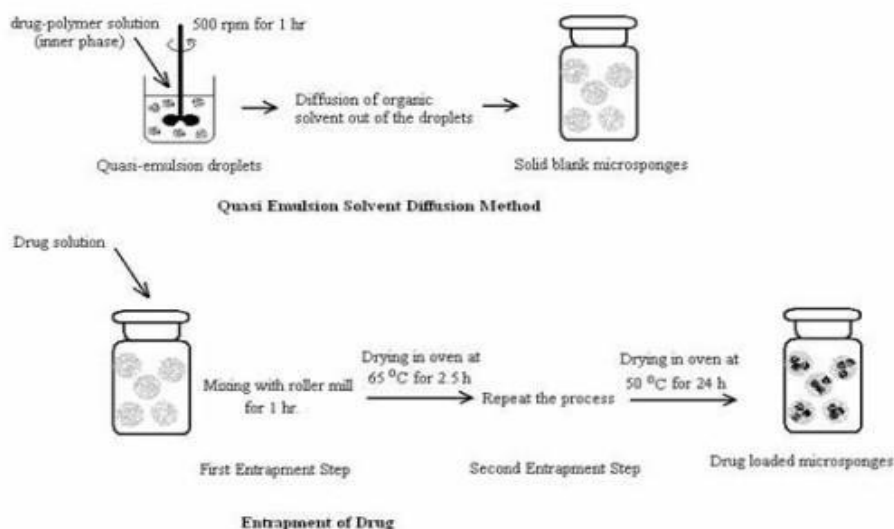 drug-polymer solution
(inner phase)
500 rpm for 1 hr
Diffusion of organic
solvent out of the droplets
Quasi-emulsion droplets
Solid blank microsponges
Quasi Emulsion Solvent Diffusion Method
Drug solution
Mixing with roller mill
for 1 hr.
Drying in oven at
65 °C for 2.5 h
Repeat the process
Drying in oven at
50 °C for 24 h
First Entrapment Step
Second Entrapment Step
Drug loaded microsponges
Entrapment of Drug